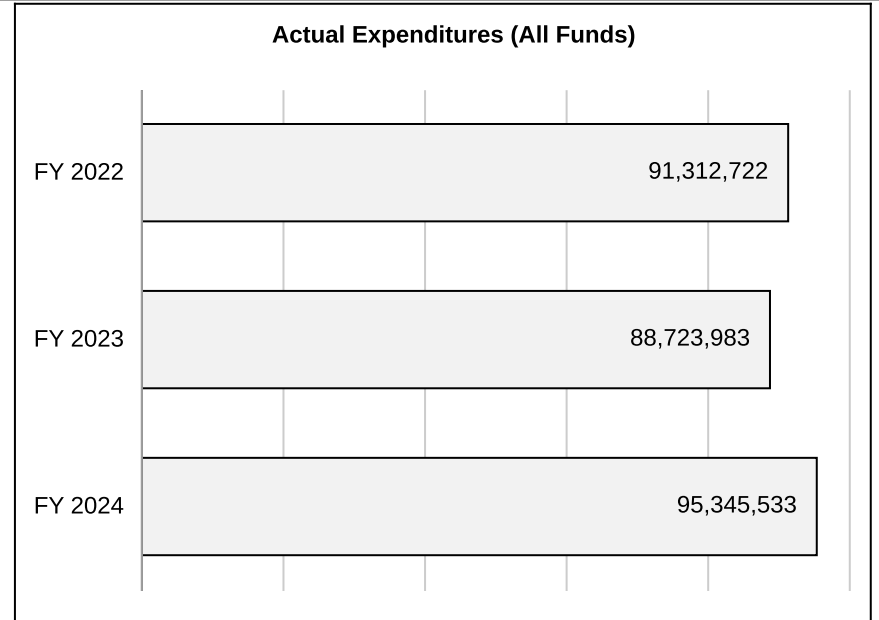 Actual Expenditures (All Funds)
FY 2022 91,312,722
FY 2023 88,723,983
FY 2024 95,345,533